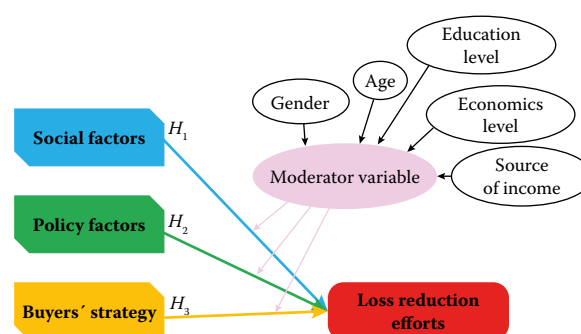 Education
level
Age
Gender
Economics
level
Social factors
H1
Moderator variable
Source
of income
Policy factors
H2
Buyers´ strategy
H3
Loss reduction
efforts